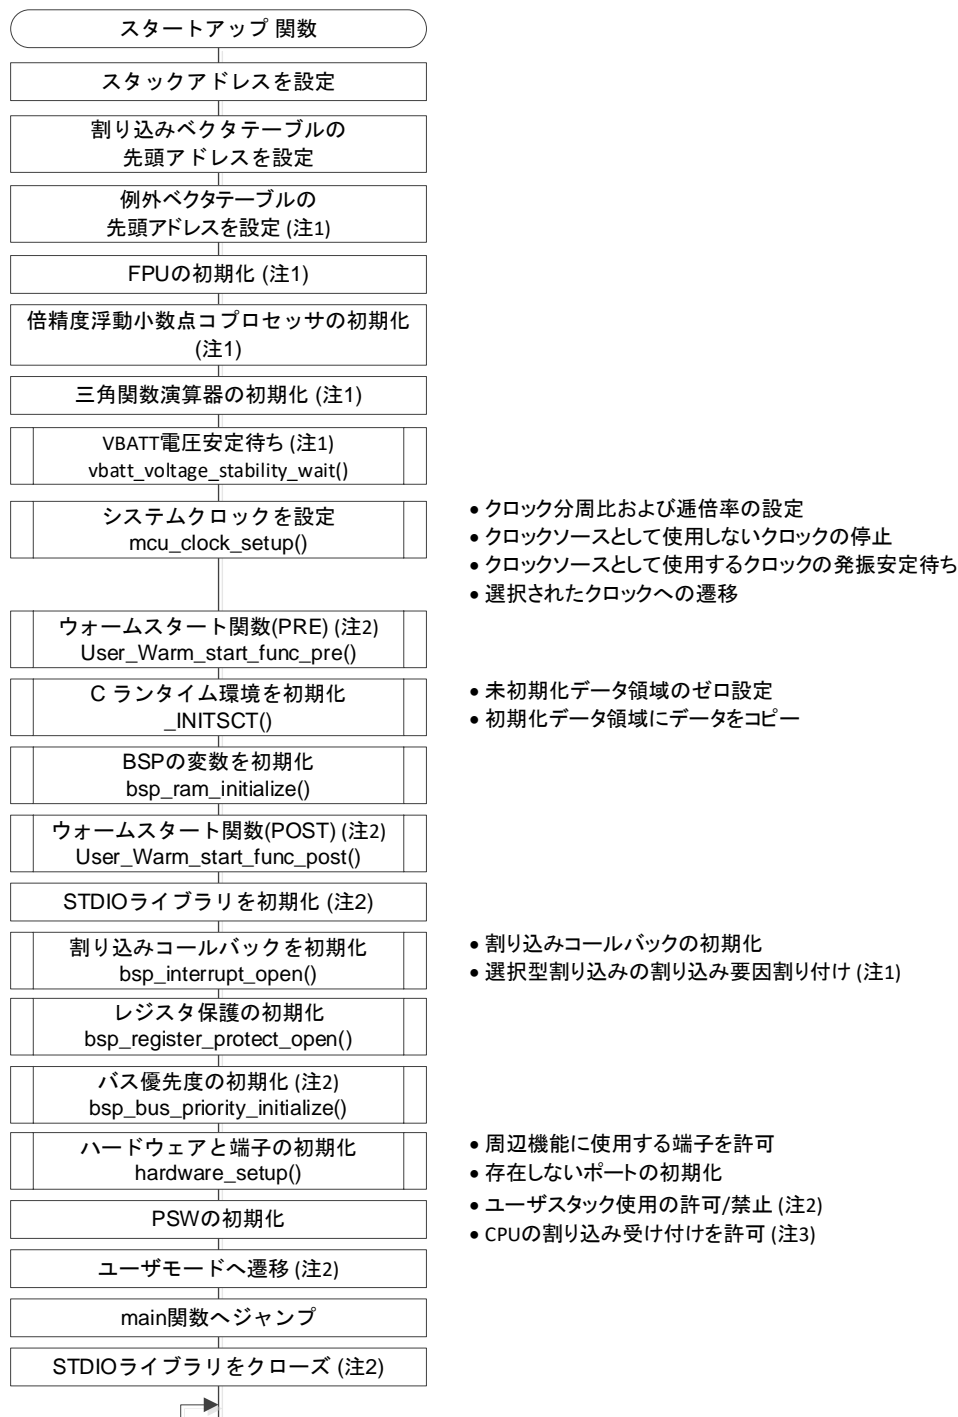 スタートアップ 関数
スタックアドレスを設定
割り込みベクタテーブルの
先頭アドレスを設定
例外ベクタテーブルの
先頭アドレスを設定 (注1)
FPUの初期化 (注1)
倍精度浮動小数点コプロセッサの初期化
(注1)
三角関数演算器の初期化 (注1)
VBATT電圧安定待ち (注1)
vbatt_voltage_stability_wait()
システムクロックを設定
mcu_clock_setup()
• クロック分周比および逓倍率の設定
• クロックソースとして使用しないクロックの停止
• クロックソースとして使用するクロックの発振安定待ち
• 選択されたクロックへの遷移
ウォームスタート関数(PRE) (注2)
User_Warm_start_func_pre()
C ランタイム環境を初期化
_INITSCT()
• 未初期化データ領域のゼロ設定
• 初期化データ領域にデータをコピー
BSPの変数を初期化
bsp_ram_initialize()
ウォームスタート関数(POST) (注2)
User_Warm_start_func_post()
STDIOライブラリを初期化 (注2)
割り込みコールバックを初期化
bsp_interrupt_open()
• 割り込みコールバックの初期化
• 選択型割り込みの割り込み要因割り付け (注1)
レジスタ保護の初期化
bsp_register_protect_open()
バス優先度の初期化 (注2)
bsp_bus_priority_initialize()
ハードウェアと端子の初期化
hardware_setup()
• 周辺機能に使用する端子を許可
• 存在しないポートの初期化
PSWの初期化
• ユーザスタック使用の許可/禁止 (注2)
• CPUの割り込み受け付けを許可 (注3)
ユーザモードへ遷移 (注2)
main関数へジャンプ
STDIOライブラリをクローズ (注2)